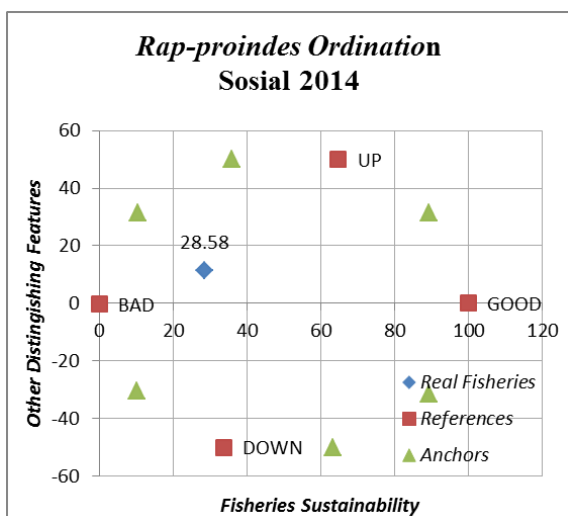 Rap-proindes Ordination
Sosial 2014
60
40
20
0
-20
-40
-60
Other Distinghishing Features
UP
28.58
BAD
GOOD
DOWN
0 20 40 60 80 100 120
Real Fisheries
References
Anchors
Fisheries Sustainability